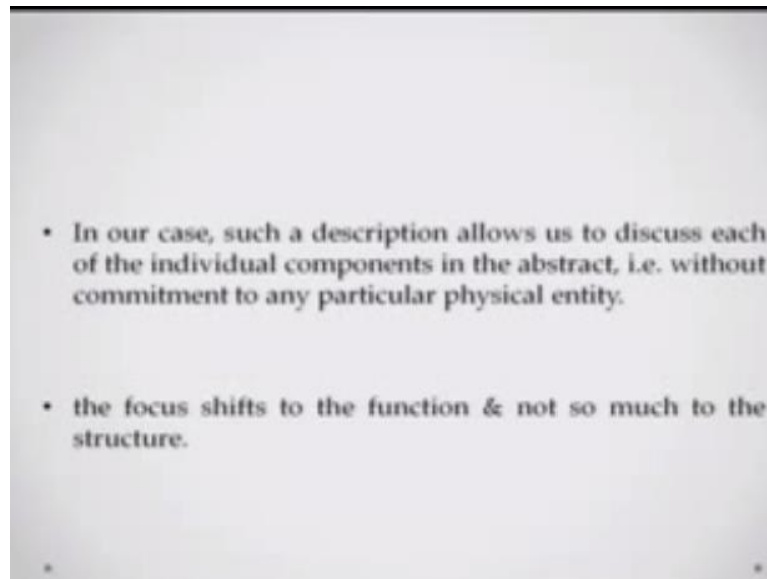 • In our case, such a description allows us to discuss each
of the individual components in the abstract, i.e. without
commitment to any particular physical entity.
• the focus shifts to the function & not so much to the
structure.